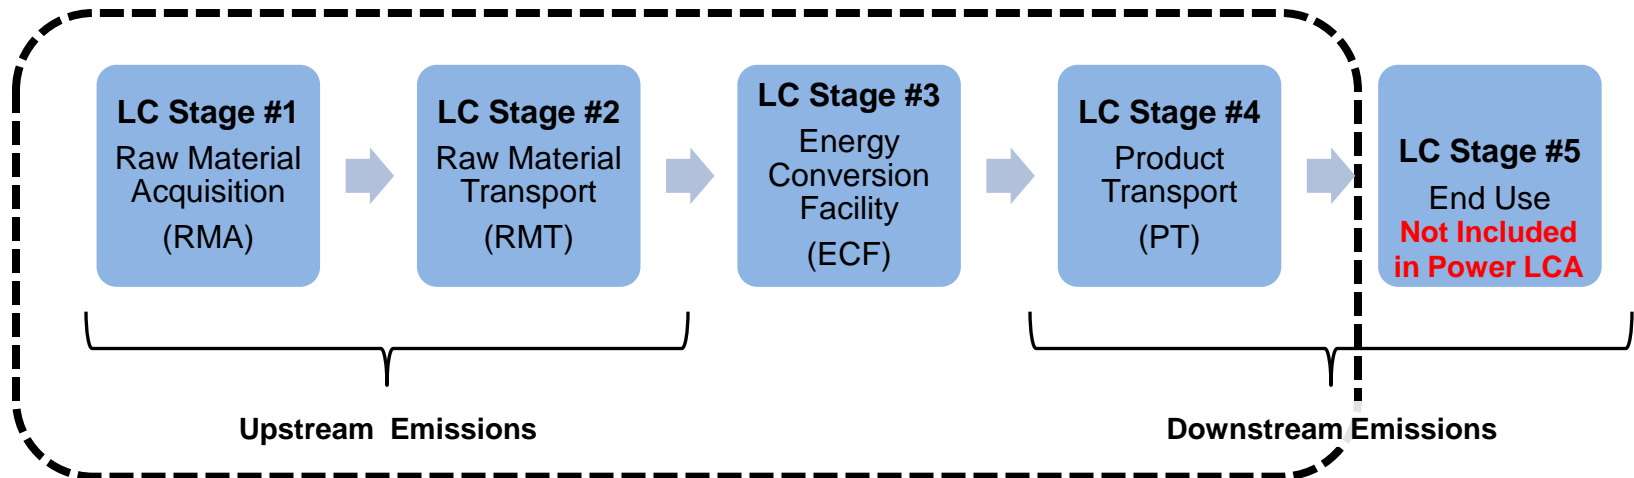 LC Stage #1
Raw Material
Acquisition
(RMA)
LC Stage #2
Raw Material
Transport
(RMT)
LC Stage #3
Energy
Conversion
Facility
(ECF)
LC Stage #4
Product
Transport
(PT)
LC Stage #5
End Use
Not Included
in Power LCA
Upstream Emissions
Downstream Emissions